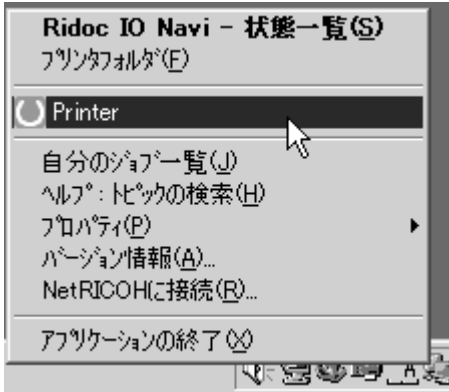 Ridoc IO Navi - 状態一覧(S)
ﾌﾟﾘﾝﾀﾌｫﾙﾀﾞ(F)
Printer
自分のｼﾞｮﾌﾞ一覧(J)
ﾍﾙﾌﾟ：ﾄﾋﾟｯｸの検索(H)
ﾌﾟﾛﾊﾟﾃｨ(P)
ﾊﾞｰｼﾞｮﾝ情報(A)...
NetRICOHに接続(R)...
ｱﾌﾟﾘｹｰｼｮﾝの終了(X)